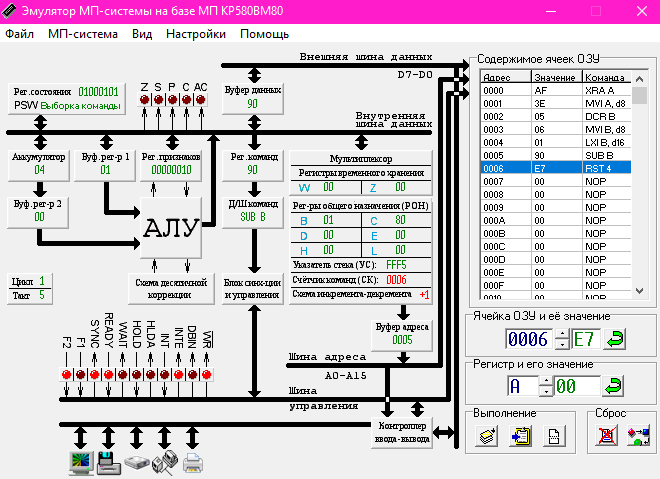 Эмулятор МП-системы на базе МП КР580ВМ80
Файл МП-система Вид Настройки Помощь
Внешняя шина данных
D7-D0
Z S P C AC
Рег.состояния 01000101
PSW Выборка команды
Буфер данных
90
Внутренняя
шина данных
Аккумулятор
04
Буф.рег-р 1
01
Рег.признаков
00000010
Рег.команд
90
Мультиплексор
Регистры временного хранения
W 00 Z 00
Буф.рег-р 2
00
АЛУ
Д/Ш команд
SUB B
Рег-ры общего назначения (РОН)
B 01 C 80
D 00 E 00
H 00 L 00
Указатель стека (УС): FFF5
Счётчик команд (СК): 0006
Схема инкремента-декремента +1
Цикл 1
Такт 5
Схема десятичной
коррекции
Блок синх-ции
и управления
Буфер адреса
0005
F2 F1 SYNC READY WAIT HOLD HLDA INT INTE DBIN WR
Шина адреса
A0-A15
Шина
управления
Контроллер
ввода-вывода
Содержимое ячеек ОЗУ
Адрес Значение Команда
0000 AF XRA A
0001 3E MVI A, d8
0002 05 DCR B
0003 06 MVI B, d8
0004 01 LXI B, d16
0005 90 SUB B
0006 E7 RST 4
0007 00 NOP
0008 00 NOP
0009 00 NOP
000A 00 NOP
000B 00 NOP
000C 00 NOP
000D 00 NOP
000E 00 NOP
000F 00 NOP
0010 00 NOP
Ячейка ОЗУ и её значение
0006 E7
Регистр и его значение
A 00
Выполнение
Сброс